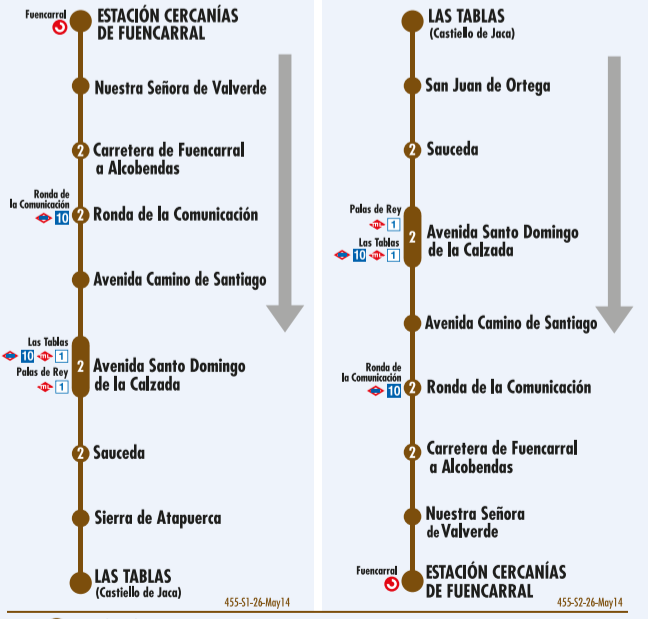 Fuencarral
ESTACIÓN CERCANÍAS
DE FUENCARRAL
Nuestra Señora de Valverde
2
Carretera de Fuencarral
a Alcobendas
Ronda de
la Comunicación
10
2
Ronda de la Comunicación
Avenida Camino de Santiago
Las Tablas
10 ML 1
Palas de Rey
ML 1
2
Avenida Santo Domingo
de la Calzada
2
Sauceda
Sierra de Atapuerca
LAS TABLAS
(Castiello de Jaca)
455-S1-26-May14
LAS TABLAS
(Castiello de Jaca)
San Juan de Ortega
2
Sauceda
Palas de Rey
ML 1
Las Tablas
10 ML 1
2
Avenida Santo Domingo
de la Calzada
Avenida Camino de Santiago
Ronda de
la Comunicación
10
2
Ronda de la Comunicación
2
Carretera de Fuencarral
a Alcobendas
Nuestra Señora
de Valverde
Fuencarral
ESTACIÓN CERCANÍAS
DE FUENCARRAL
455-S2-26-May14